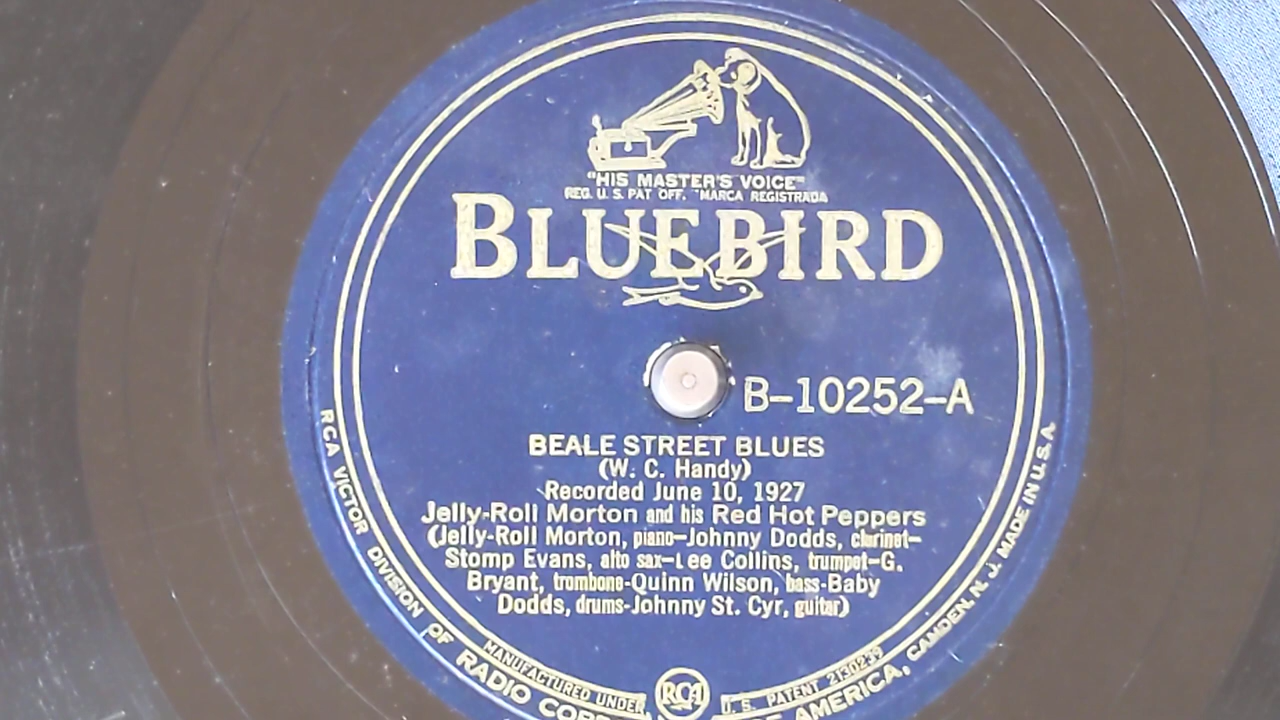 "HIS MASTER'S VOICE"
REG. U. S. PAT OFF. MARCA REGISTRADA
BLUEBIRD
B-10252-A
BEALE STREET BLUES
(W. C. Handy)
Recorded June 10, 1927
Jelly-Roll Morton and his Red Hot Peppers
(Jelly-Roll Morton, piano-Johnny Dodds, clarinet-
Stomp Evans, alto sax-Lee Collins, trumpet-G.
Bryant, trombone-Quinn Wilson, bass-Baby
Dodds, drums-Johnny St. Cyr, guitar)
MANUFACTURED UNDER RCA U. S. PATENT 2130239
RCA VICTOR DIVISION OF RADIO AMERICA, CAMDEN, N. J. MADE IN U. S. A.